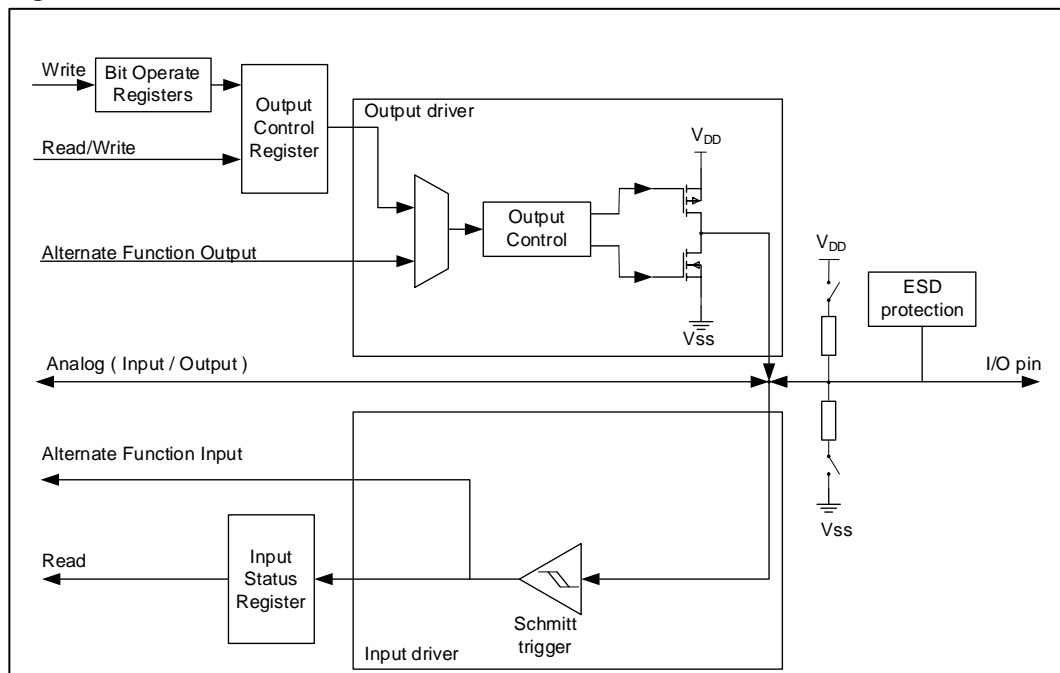 Write
Bit Operate
Registers
Output
Control
Register
Read/Write
Output driver
VDD
Output
Control
Alternate Function Output
Vss
VDD
ESD
protection
Analog ( Input / Output )
I/O pin
Alternate Function Input
Vss
Read
Input
Status
Register
Schmitt
trigger
Input driver